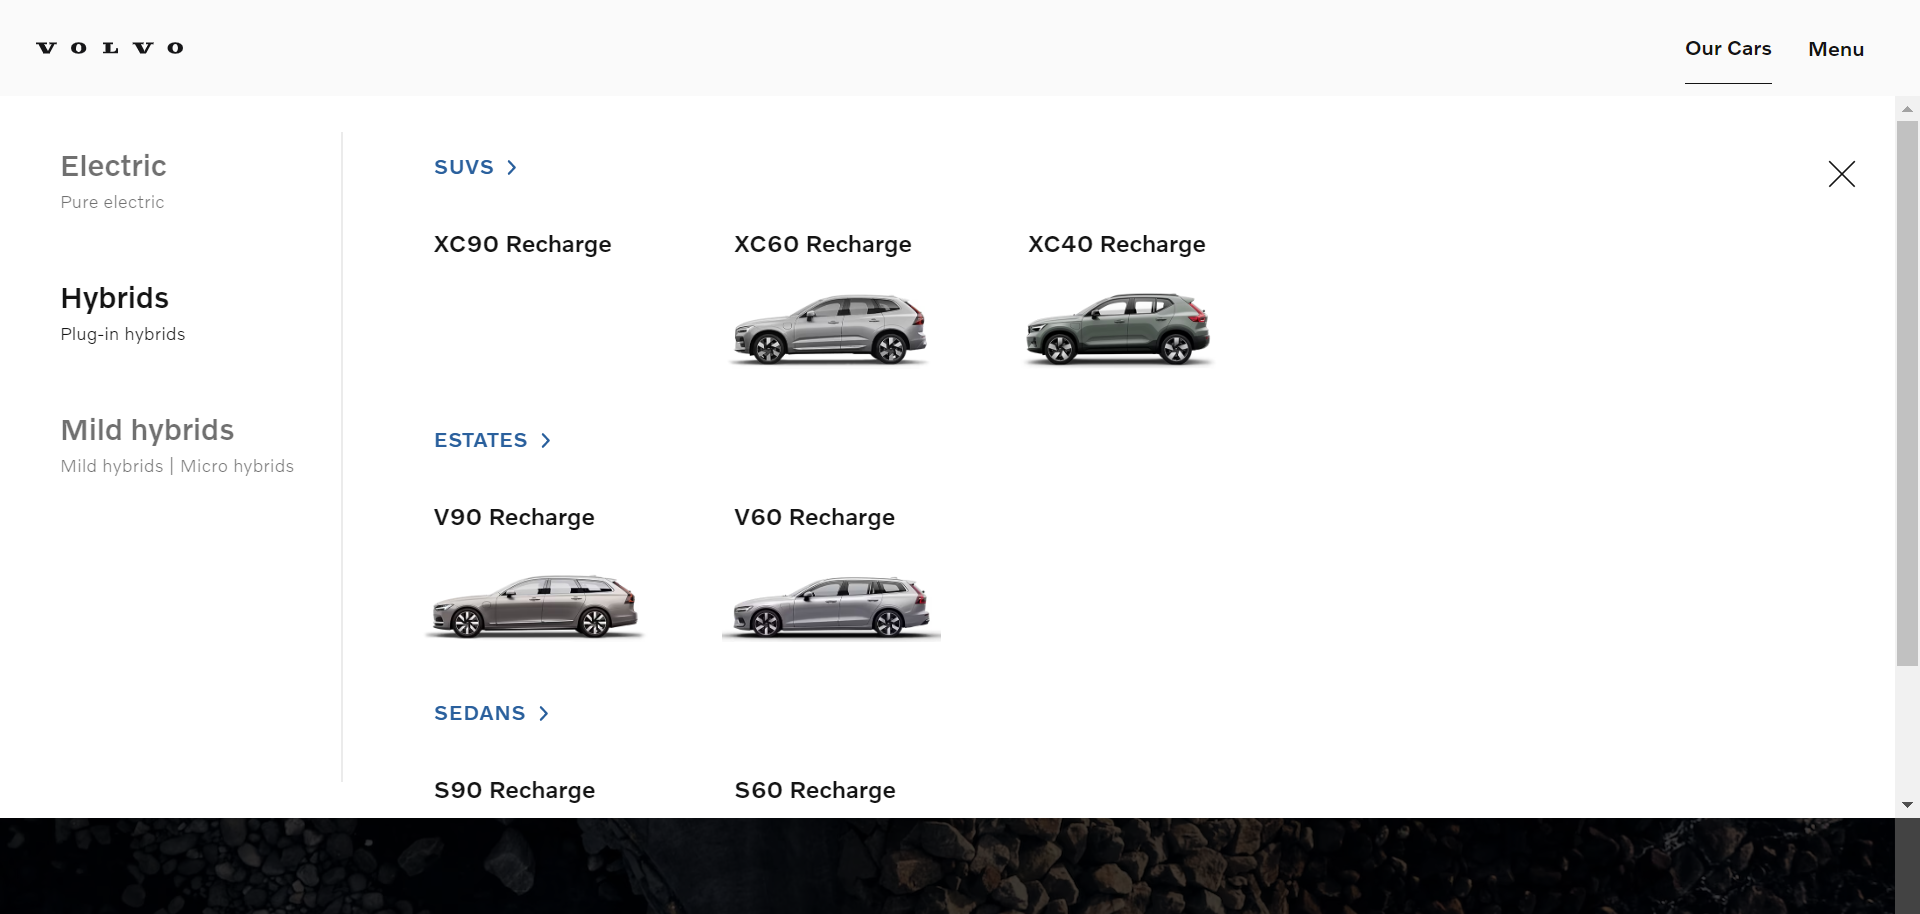 VOLVO
Our Cars
Menu
Electric
Pure electric
Hybrids
Plug-in hybrids
Mild hybrids
Mild hybrids | Micro hybrids
SUVS
XC90 Recharge
XC60 Recharge
XC40 Recharge
ESTATES
V90 Recharge
V60 Recharge
SEDANS
S90 Recharge
S60 Recharge